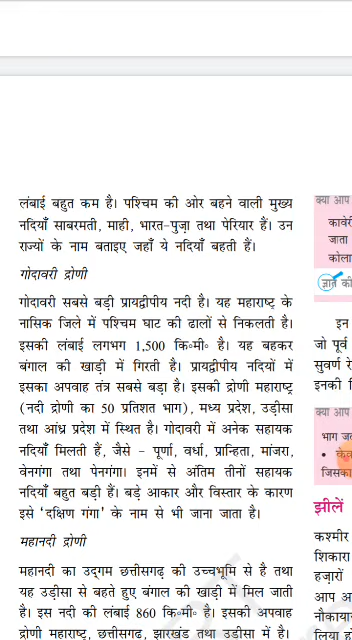 लंबाई बहुत कम है। पश्चिम की ओर बहने वाली मुख्य
नदियाँ साबरमती, माही, भारत-पुज़ा तथा पेरियार हैं। उन
राज्यों के नाम बताइए जहाँ ये नदियाँ बहती हैं।
गोदावरी द्रोणी
गोदावरी सबसे बड़ी प्रायद्वीपीय नदी है। यह महाराष्ट्र के
नासिक जिले में पश्चिम घाट की ढालों से निकलती है।
इसकी लंबाई लगभग 1,500 कि॰मी॰ है। यह बहकर
बंगाल की खाड़ी में गिरती है। प्रायद्वीपीय नदियों में
इसका अपवाह तंत्र सबसे बड़ा है। इसकी द्रोणी महाराष्ट्र
(नदी द्रोणी का 50 प्रतिशत भाग), मध्य प्रदेश, उड़ीसा
तथा आंध्र प्रदेश में स्थित है। गोदावरी में अनेक सहायक
नदियाँ मिलती हैं, जैसे – पूर्णा, वर्धा, प्रान्हिता, मांजरा,
वेनगंगा तथा पेनगंगा। इनमें से अंतिम तीनों सहायक
नदियाँ बहुत बड़ी हैं। बड़े आकार और विस्तार के कारण
इसे ‘दक्षिण गंगा’ के नाम से भी जाना जाता है।
महानदी द्रोणी
महानदी का उद्गम छत्तीसगढ़ की उच्चभूमि से है तथा
यह उड़ीसा से बहते हुए बंगाल की खाड़ी में मिल जाती
है। इस नदी की लंबाई 860 कि॰मी॰ है। इसकी अपवाह
द्रोणी महाराष्ट्र, छत्तीसगढ़, झारखंड तथा उड़ीसा में है।
क्या आप
कावेरी
जाता
कोला
ज्ञात की
इन
जो पूर्व
सुवर्ण रे
इनकी
क्या आप
भाग जल
जिसका
झीलें
कश्मीर
शिकारा
हज़ारों
आप अ
नौकाया
लिया हो